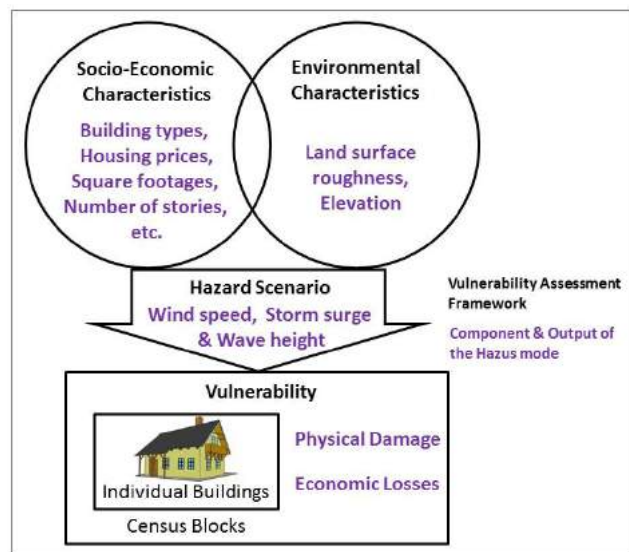 Socio-Economic
Characteristics
Building types,
Housing prices,
Square footages,
Number of stories,
etc.
Environmental
Characteristics
Land surface
roughness,
Elevation
Hazard Scenario
Wind speed, Storm surge
& Wave height
Vulnerability Assessment
Framework
Component & Output of
the Hazus mode
Vulnerability
Individual Buildings
Census Blocks
Physical Damage
Economic Losses